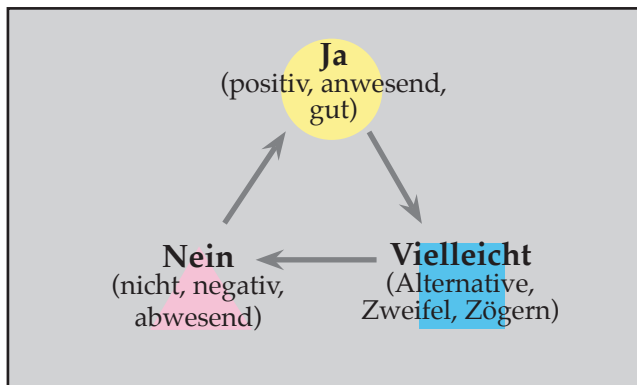 Ja
(positiv, anwesend,
gut)
Nein
(nicht, negativ,
abwesend)
Vielleicht
(Alternative,
Zweifel, Zögern)